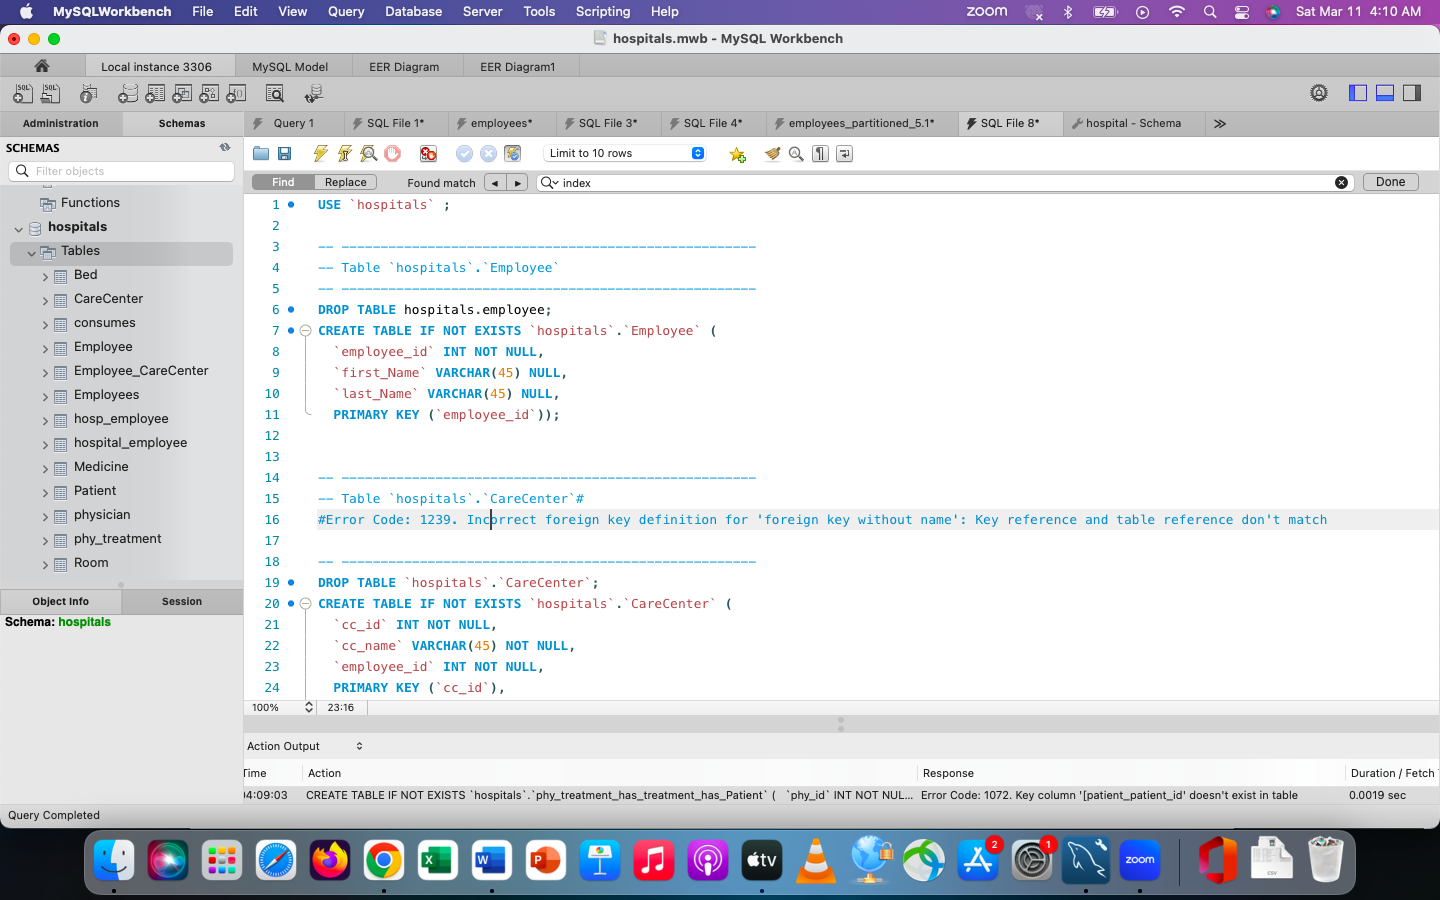 MySQLWorkbench File Edit View Query Database Server Tools Scripting Help zoom Sat Mar 11 4:10 AM
hospitals.mwb - MySQL Workbench
Local instance 3306 MySQL Model EER Diagram EER Diagram1
Administration Schemas Query 1 SQL File 1* employees* SQL File 3* SQL File 4* employees_partitioned_5.1* SQL File 8* hospital - Schema
SCHEMAS
Filter objects
Functions
hospitals
Tables
Bed
CareCenter
consumes
Employee
Employee_CareCenter
Employees
hosp_employee
hospital_employee
Medicine
Patient
physician
phy_treatment
Room
Object Info Session
Schema: hospitals
Limit to 10 rows
Find Replace Found match index Done
1 USE `hospitals` ;
2
3 -- -----------------------------------------------------
4 -- Table `hospitals`.`Employee`
5 -- -----------------------------------------------------
6 DROP TABLE hospitals.employee;
7 CREATE TABLE IF NOT EXISTS `hospitals`.`Employee` (
8 `employee_id` INT NOT NULL,
9 `first_Name` VARCHAR(45) NULL,
10 `last_Name` VARCHAR(45) NULL,
11 PRIMARY KEY (`employee_id`));
12
13
14 -- -----------------------------------------------------
15 -- Table `hospitals`.`CareCenter`#
16 #Error Code: 1239. Incorrect foreign key definition for 'foreign key without name': Key reference and table reference don't match
17
18 -- -----------------------------------------------------
19 DROP TABLE `hospitals`.`CareCenter`;
20 CREATE TABLE IF NOT EXISTS `hospitals`.`CareCenter` (
21 `cc_id` INT NOT NULL,
22 `cc_name` VARCHAR(45) NOT NULL,
23 `employee_id` INT NOT NULL,
24 PRIMARY KEY (`cc_id`),
100% 23:16
Action Output
Time Action Response Duration / Fetch
04:09:03 CREATE TABLE IF NOT EXISTS `hospitals`.`phy_treatment_has_treatment_has_Patient` ( `phy_id` INT NOT NUL... Error Code: 1072. Key column '[patient_patient_id' doesn't exist in table 0.0019 sec
Query Completed
tv 2 1 zoom
CSV